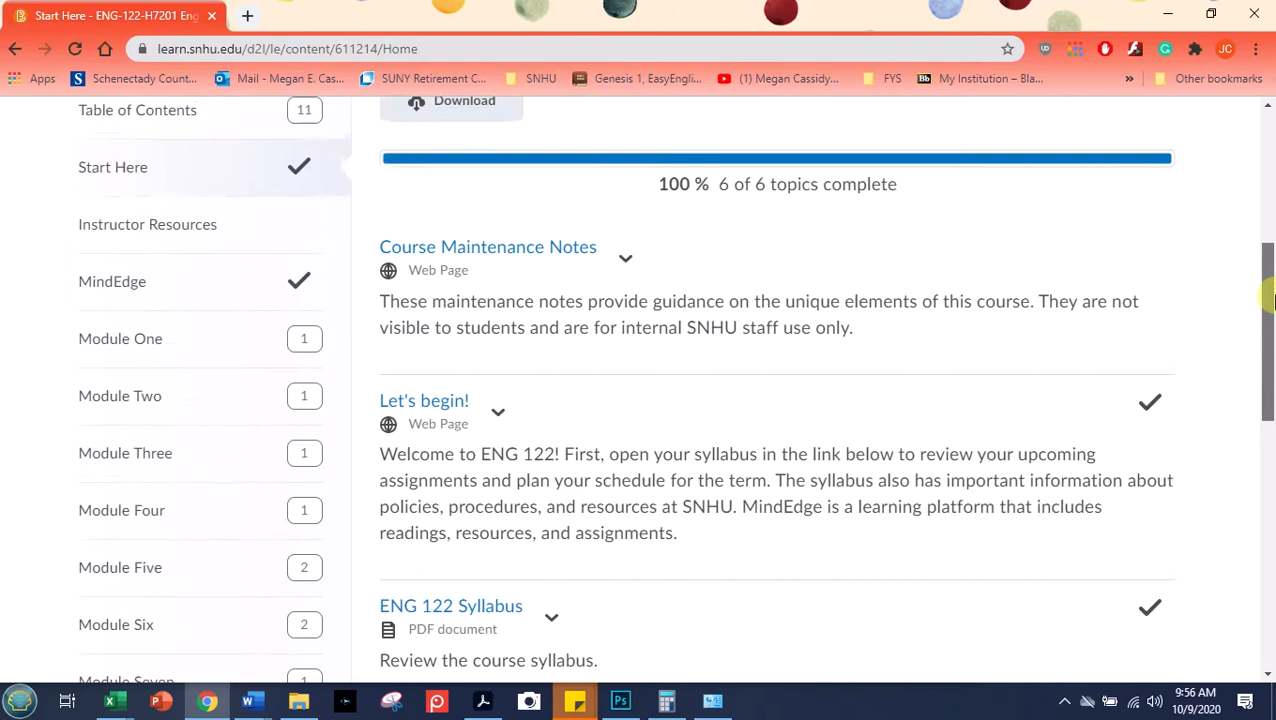 Start Here - ENG-122-H7201 Eng
learn.snhu.edu/d2l/le/content/611214/Home
JC
Apps
Schenectady Count...
Mail - Megan E. Cas...
SUNY Retirement C...
SNHU
Genesis 1, EasyEngli...
(1) Megan Cassidy...
FYS
Bb
My Institution – Bla...
»
Other bookmarks
Table of Contents
11
Start Here
Instructor Resources
MindEdge
Module One
1
Module Two
1
Module Three
1
Module Four
1
Module Five
2
Module Six
2
Module Seven
1
Download
100 % 6 of 6 topics complete
Course Maintenance Notes
Web Page
These maintenance notes provide guidance on the unique elements of this course. They are not
visible to students and are for internal SNHU staff use only.
Let's begin!
Web Page
Welcome to ENG 122! First, open your syllabus in the link below to review your upcoming
assignments and plan your schedule for the term. The syllabus also has important information about
policies, procedures, and resources at SNHU. MindEdge is a learning platform that includes
readings, resources, and assignments.
ENG 122 Syllabus
PDF document
Review the course syllabus.
Ps
9:56 AM
10/9/2020